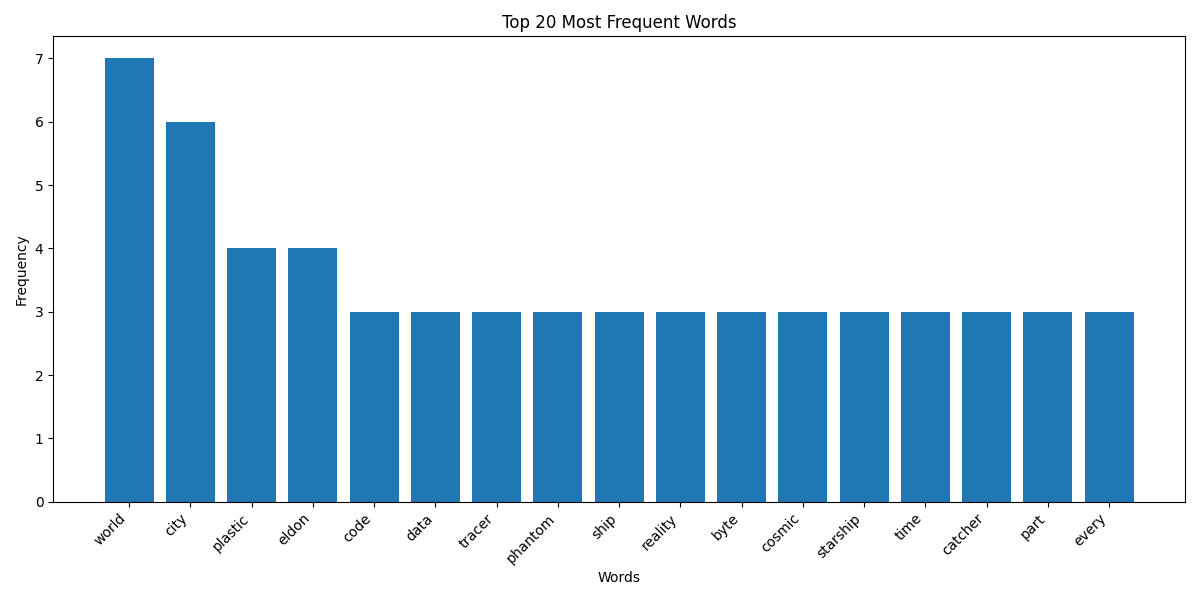 Top 20 Most Frequent Words
7
6
5
4
3
2
1
0
Frequency
world city plastic eldon code data tracer phantom ship reality byte cosmic starship time catcher part every
Words